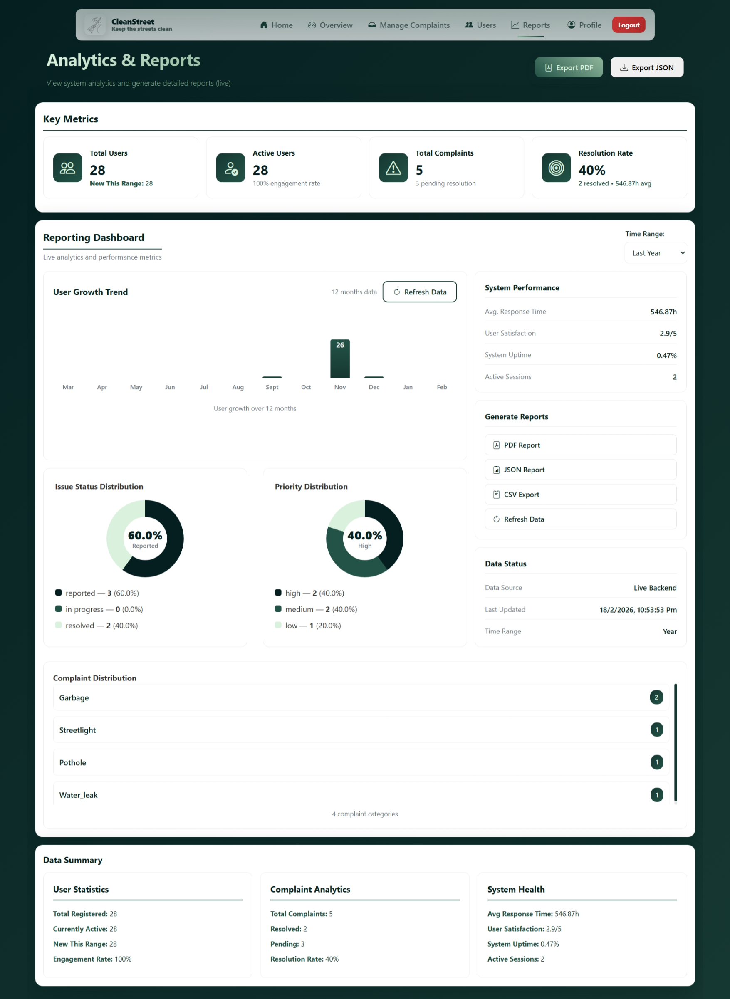 CleanStreet
Keep the streets clean
Home
Overview
Manage Complaints
Users
Reports
Profile
Logout
Analytics & Reports
View system analytics and generate detailed reports (live)
Export PDF
Export JSON
Key Metrics
Total Users
28
New This Range: 28
Active Users
28
100% engagement rate
Total Complaints
5
3 pending resolution
Resolution Rate
40%
2 resolved • 546.87h avg
Reporting Dashboard
Live analytics and performance metrics
Time Range:
Last Year
User Growth Trend
12 months data
Refresh Data
26
Mar Apr May Jun Jul Aug Sept Oct Nov Dec Jan Feb
User growth over 12 months
System Performance
Avg. Response Time 546.87h
User Satisfaction 2.9/5
System Uptime 0.47%
Active Sessions 2
Generate Reports
PDF Report
JSON Report
CSV Export
Refresh Data
Issue Status Distribution
60.0%
Reported
reported — 3 (60.0%)
in progress — 0 (0.0%)
resolved — 2 (40.0%)
Priority Distribution
40.0%
High
high — 2 (40.0%)
medium — 2 (40.0%)
low — 1 (20.0%)
Data Status
Data Source Live Backend
Last Updated 18/2/2026, 10:53:53 Pm
Time Range Year
Complaint Distribution
Garbage 2
Streetlight 1
Pothole 1
Water_leak 1
4 complaint categories
Data Summary
User Statistics
Total Registered: 28
Currently Active: 28
New This Range: 28
Engagement Rate: 100%
Complaint Analytics
Total Complaints: 5
Resolved: 2
Pending: 3
Resolution Rate: 40%
System Health
Avg Response Time: 546.87h
User Satisfaction: 2.9/5
System Uptime: 0.47%
Active Sessions: 2